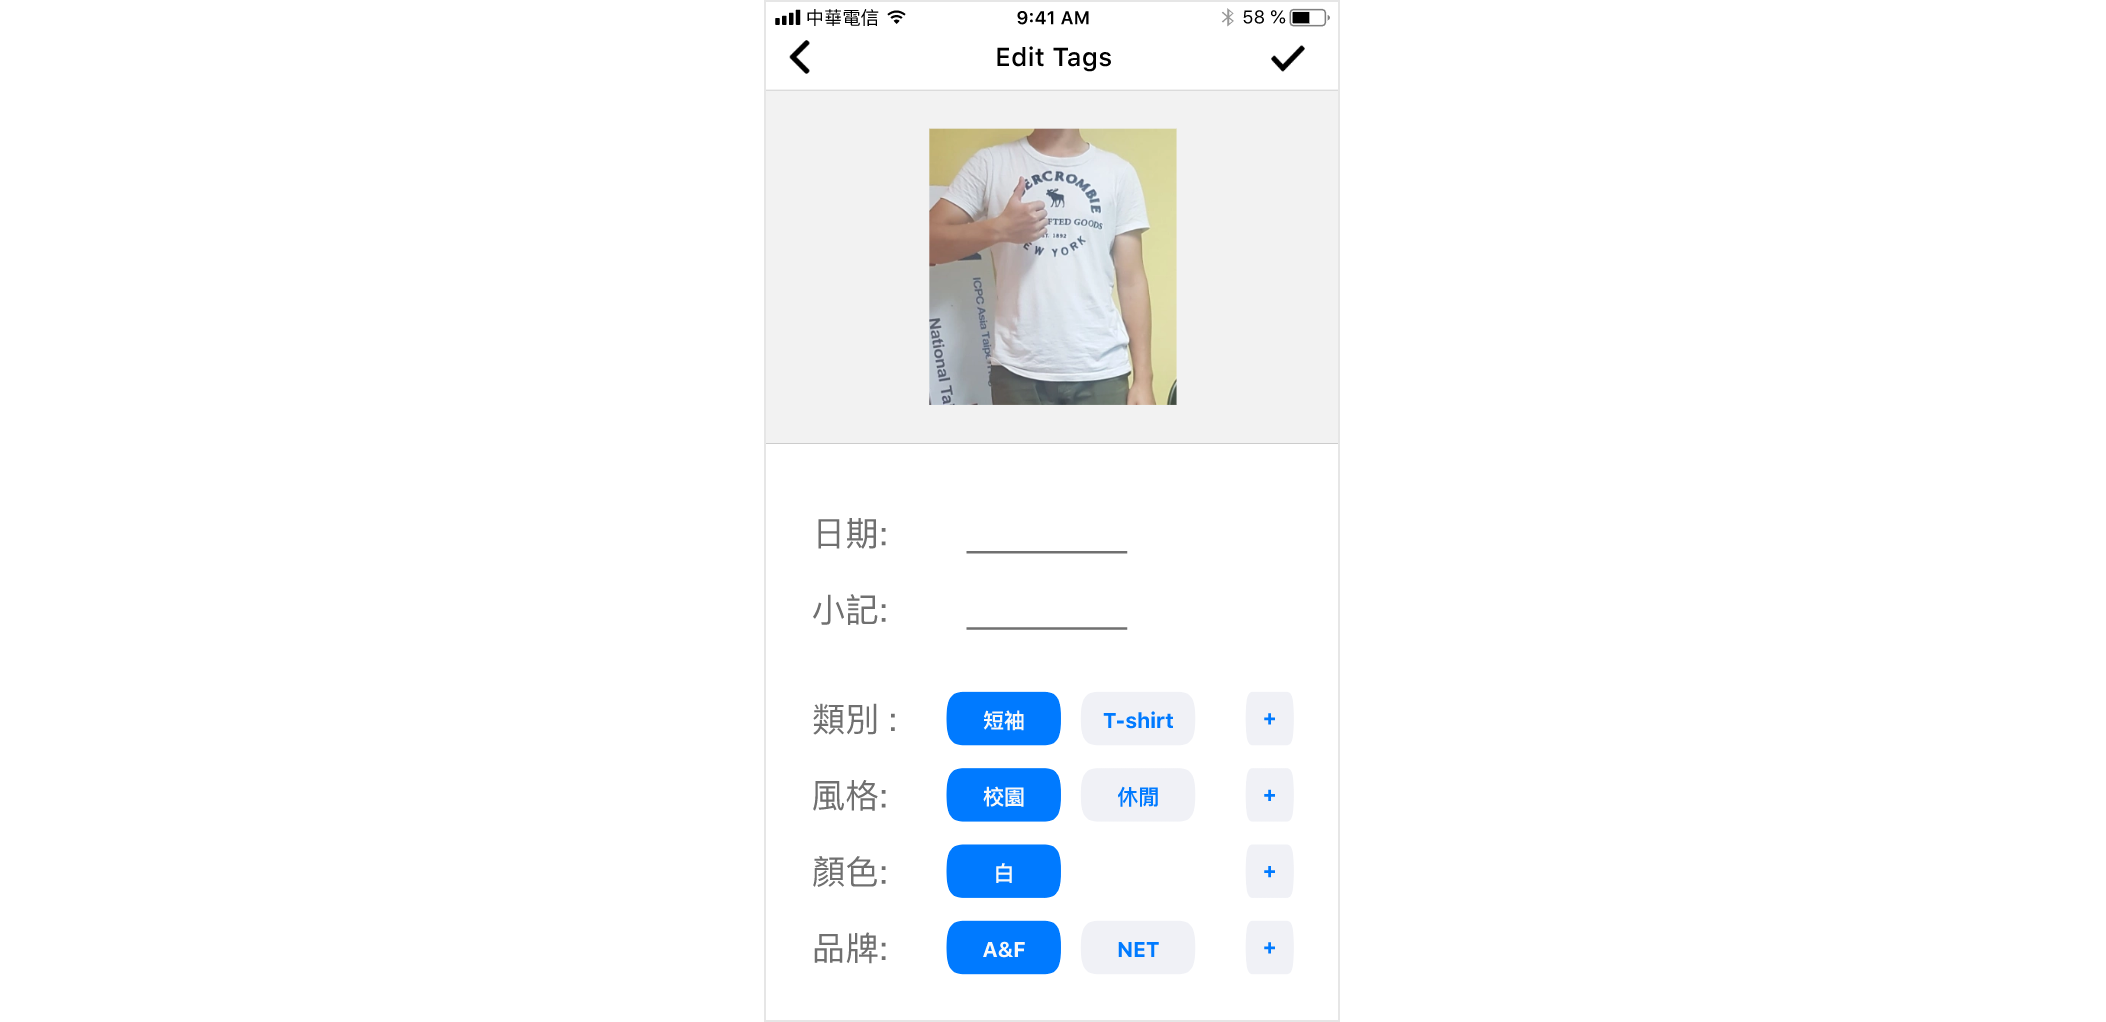 中華電信 9:41 AM 58 %
Edit Tags
ERCROMBIE
FTED GOODS
1892
EW YORK
ICPC Asia
National
日期:
小記:
類別 : 短袖 T-shirt +
風格: 校園 休閒 +
顏色: 白 +
品牌: A&F NET +